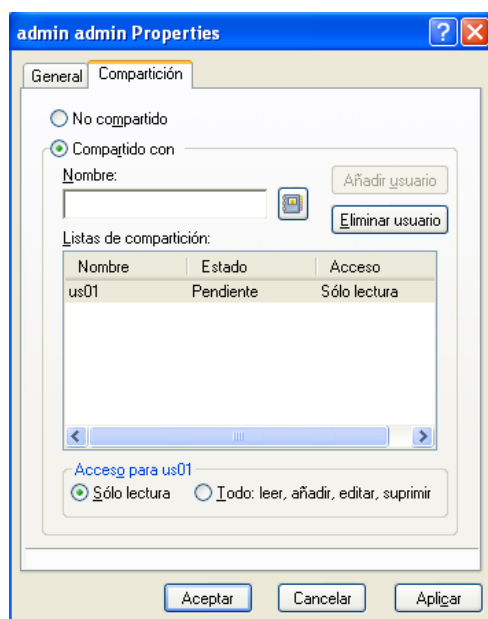 admin admin Properties
General Compartición
No compartido
Compartido con
Nombre:
Añadir usuario
Eliminar usuario
Listas de compartición:
Nombre Estado Acceso
us01 Pendiente Sólo lectura
Acceso para us01
Sólo lectura Todo: leer, añadir, editar, suprimir
Aceptar Cancelar Aplicar